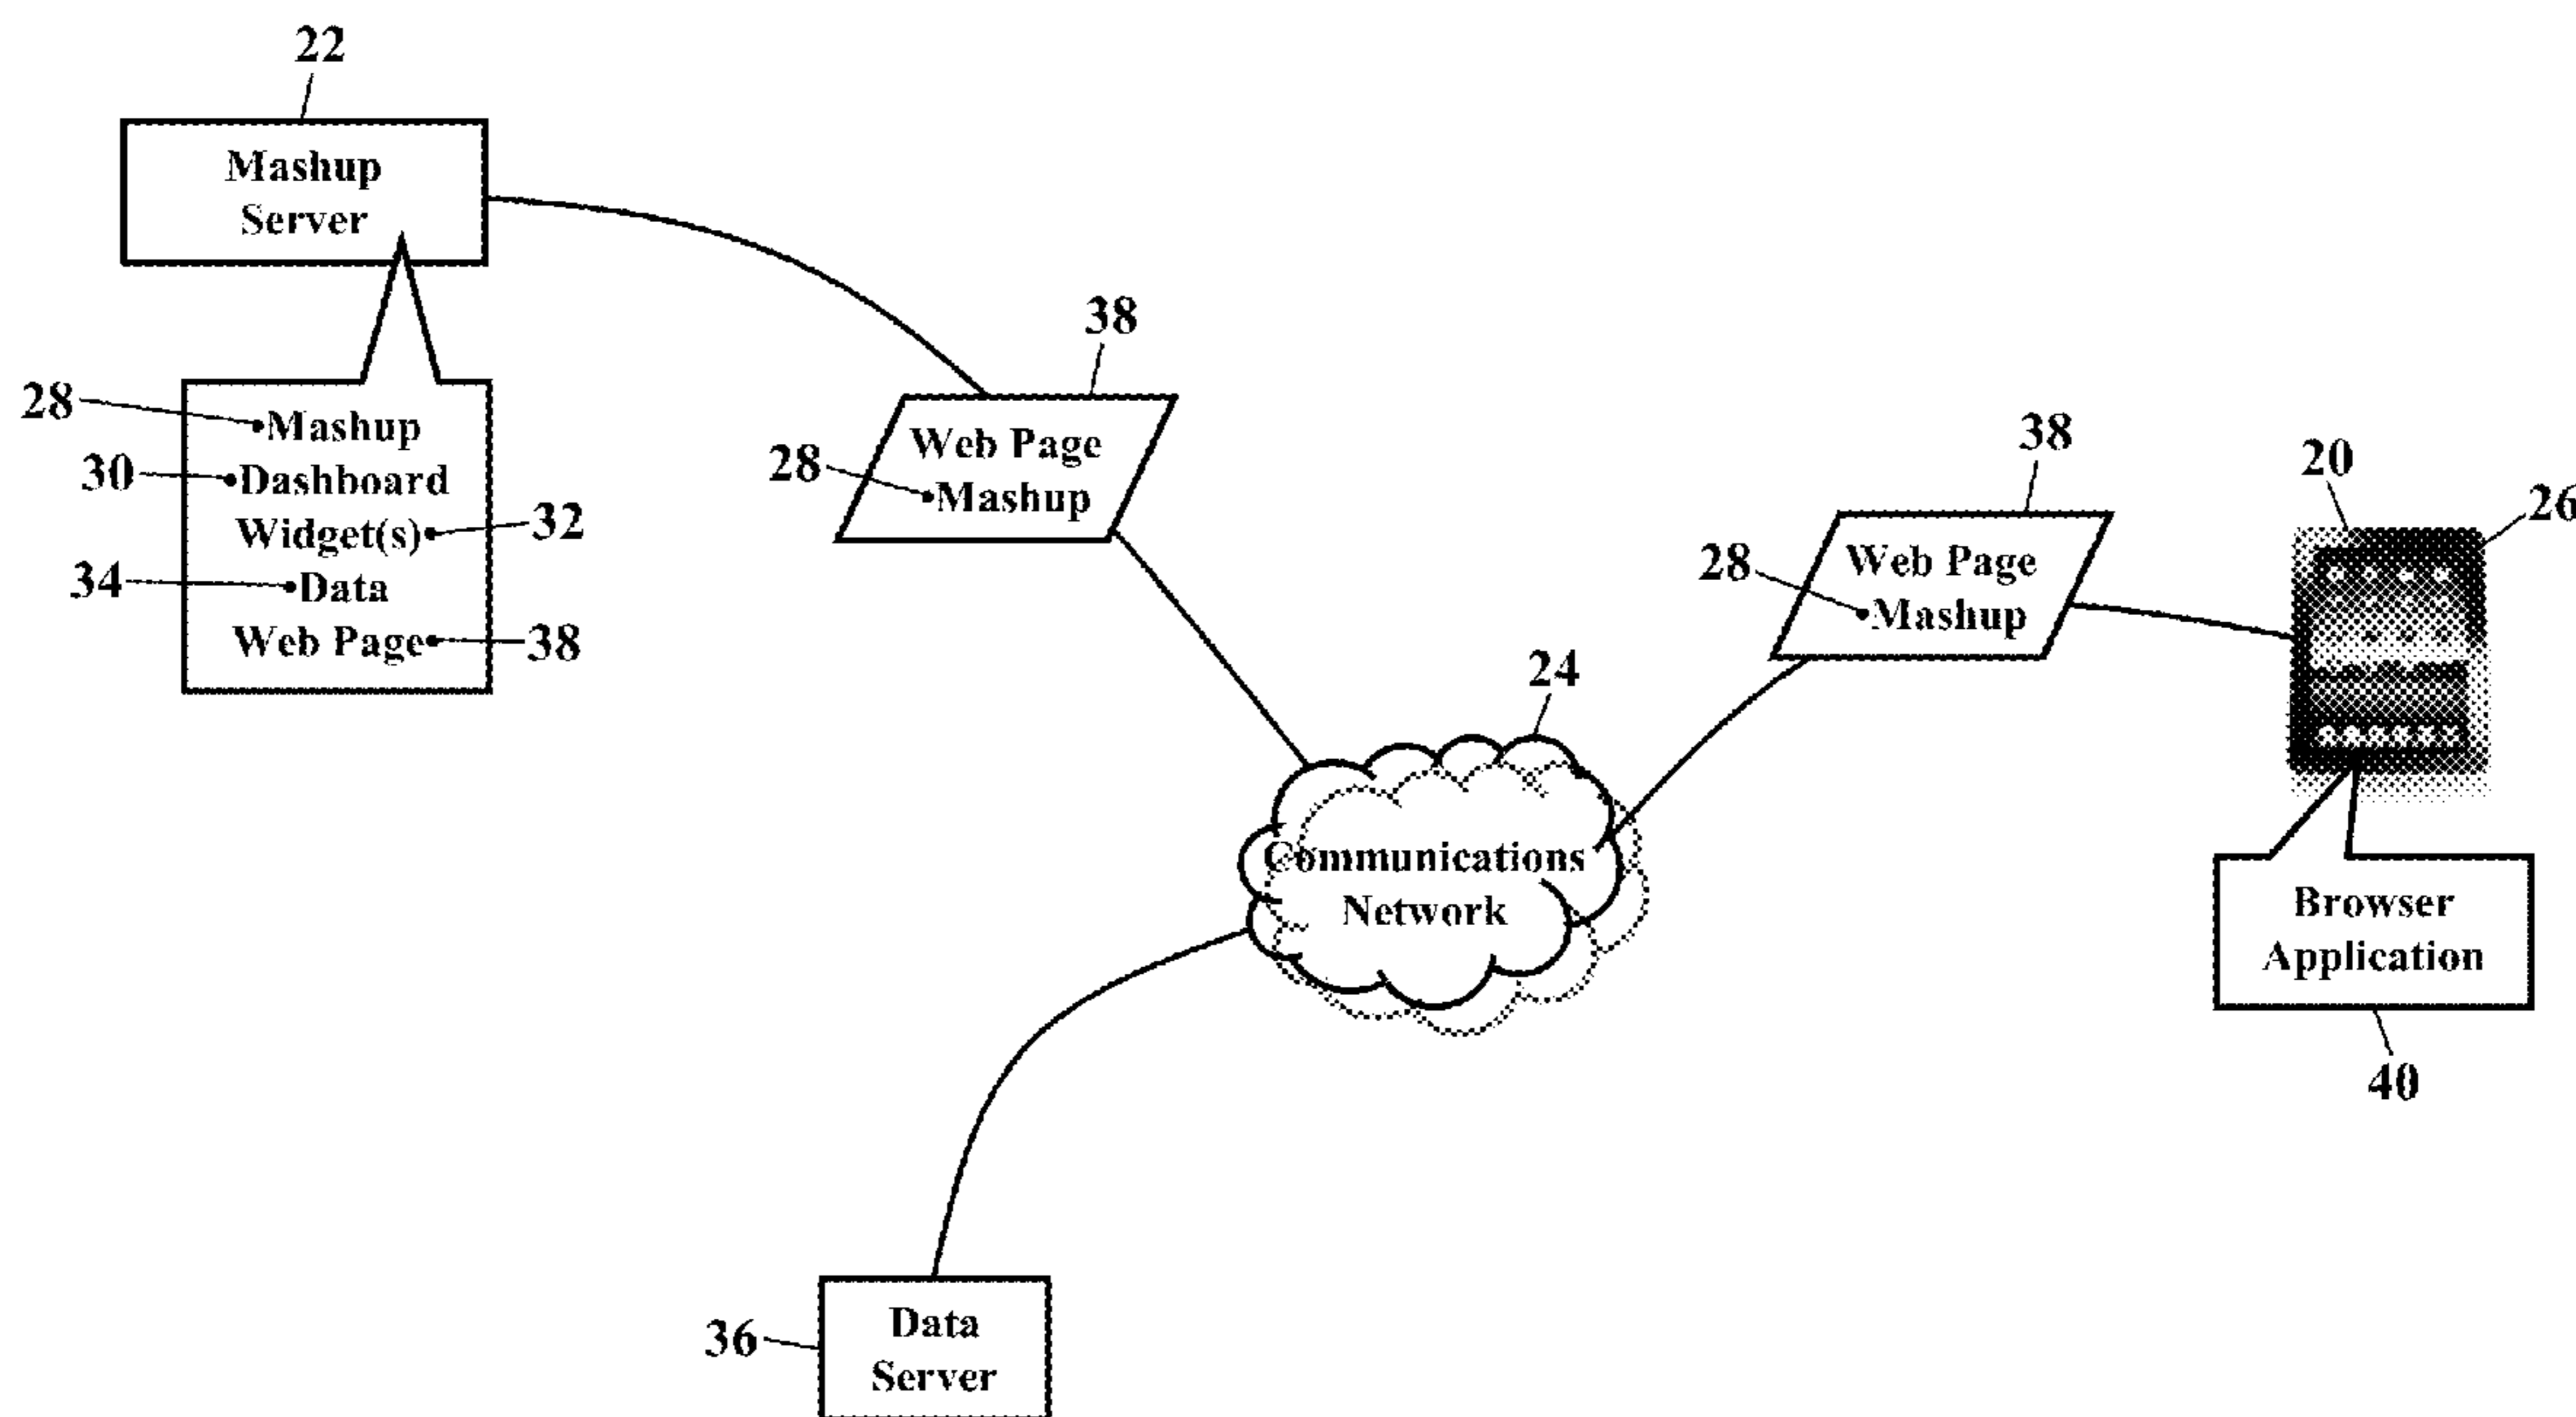 22
Mashup
Server
28
•Mashup
30
•Dashboard
Widget(s)•
32
34
•Data
Web Page•
38
38
Web Page
28
•Mashup
38
Web Page
28
•Mashup
20
26
24
Communications
Network
Browser
Application
40
36
Data
Server